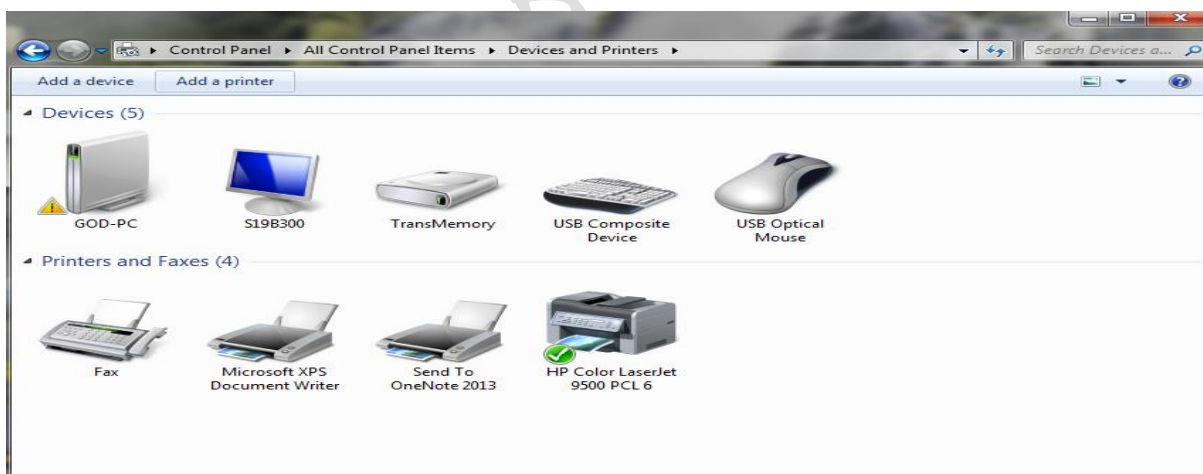 Control Panel ▸ All Control Panel Items ▸ Devices and Printers ▸
Search Devices a...
Add a device Add a printer
Devices (5)
GOD-PC
S19B300
TransMemory
USB Composite
Device
USB Optical
Mouse
Printers and Faxes (4)
Fax
Microsoft XPS
Document Writer
Send To
OneNote 2013
HP Color LaserJet
9500 PCL 6